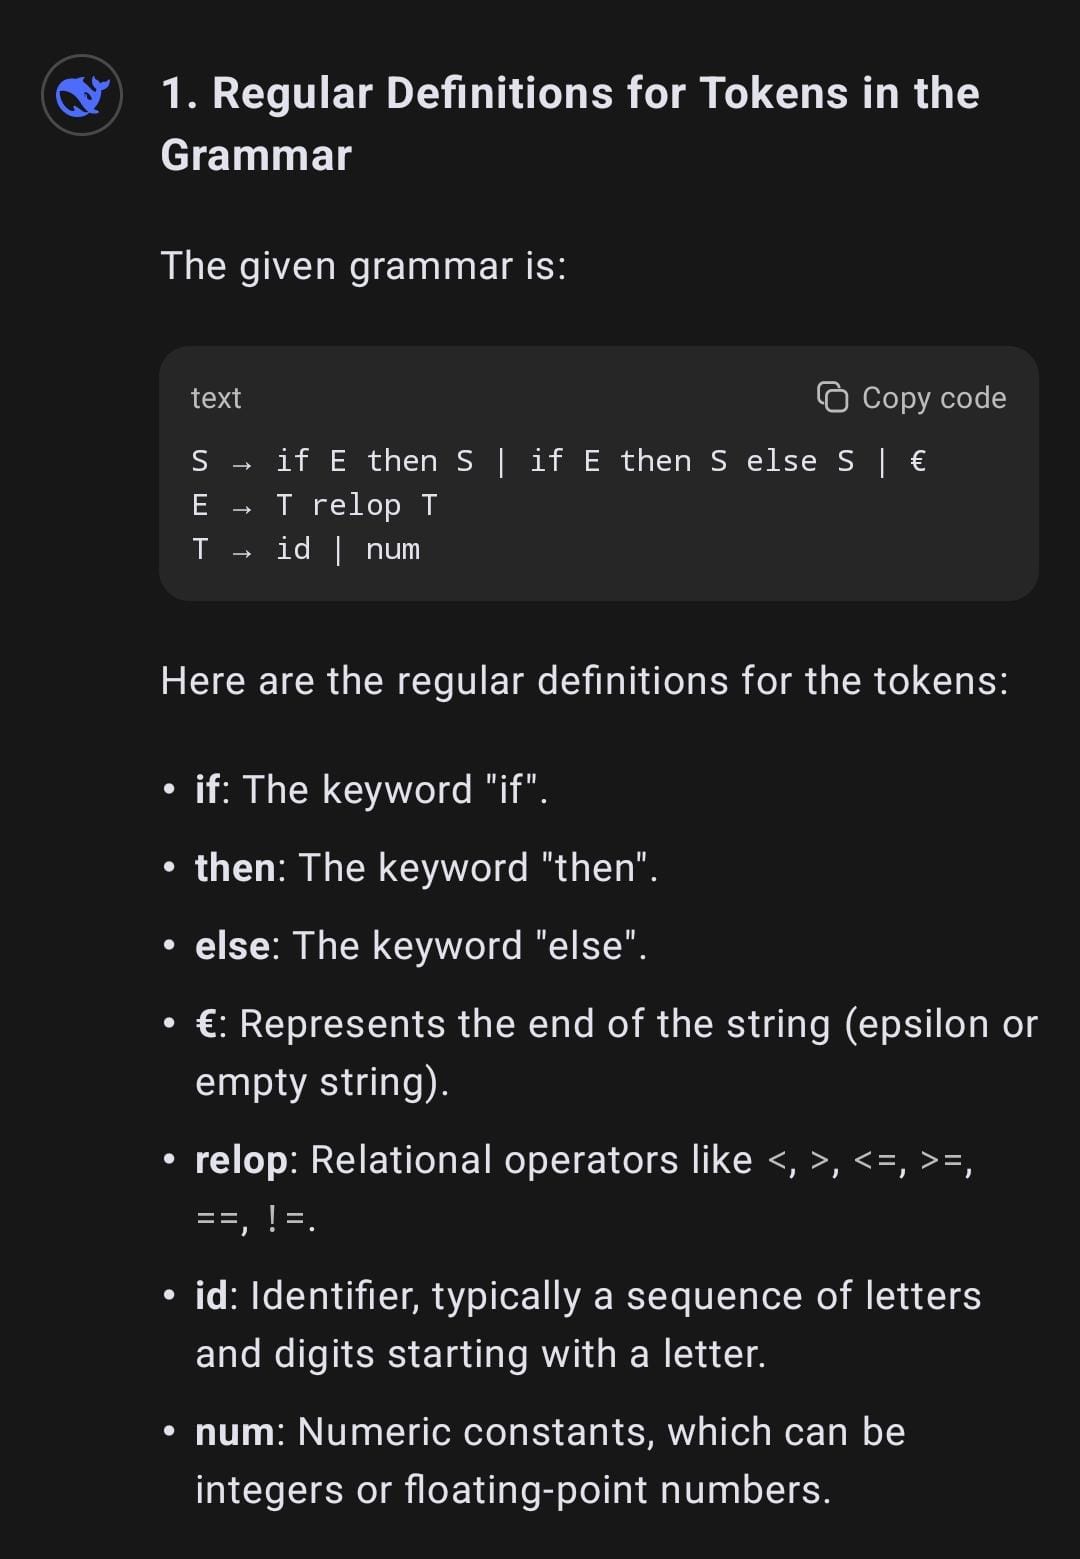 1. Regular Definitions for Tokens in the
Grammar
The given grammar is:
text
Copy code
S → if E then S | if E then S else S | €
E → T relop T
T → id | num
Here are the regular definitions for the tokens:
• if: The keyword "if".
• then: The keyword "then".
• else: The keyword "else".
• €: Represents the end of the string (epsilon or
empty string).
• relop: Relational operators like <, >, <=, >=,
==, !=.
• id: Identifier, typically a sequence of letters
and digits starting with a letter.
• num: Numeric constants, which can be
integers or floating-point numbers.